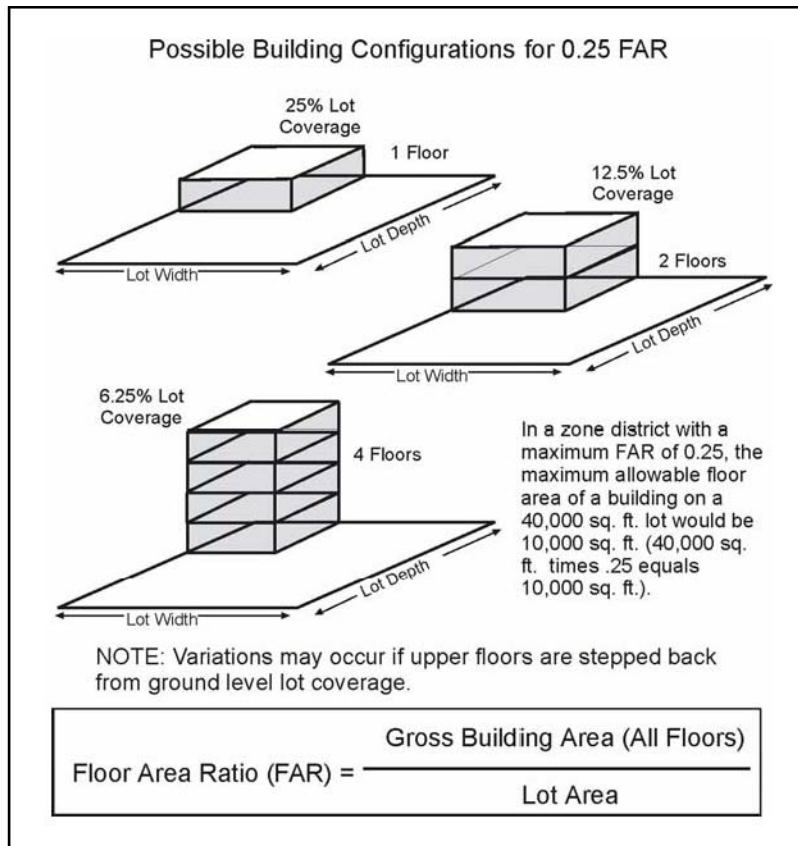 Possible Building Configurations for 0.25 FAR
25% Lot
Coverage
1 Floor
Lot Width
Lot Depth
12.5% Lot
Coverage
2 Floors
Lot Width
Lot Depth
6.25% Lot
Coverage
4 Floors
Lot Width
Lot Depth
In a zone district with a
maximum FAR of 0.25, the
maximum allowable floor
area of a building on a
40,000 sq. ft. lot would be
10,000 sq. ft. (40,000 sq.
ft. times .25 equals
10,000 sq. ft.).
NOTE: Variations may occur if upper floors are stepped back
from ground level lot coverage.
Floor Area Ratio (FAR) =
Gross Building Area (All Floors)
Lot Area